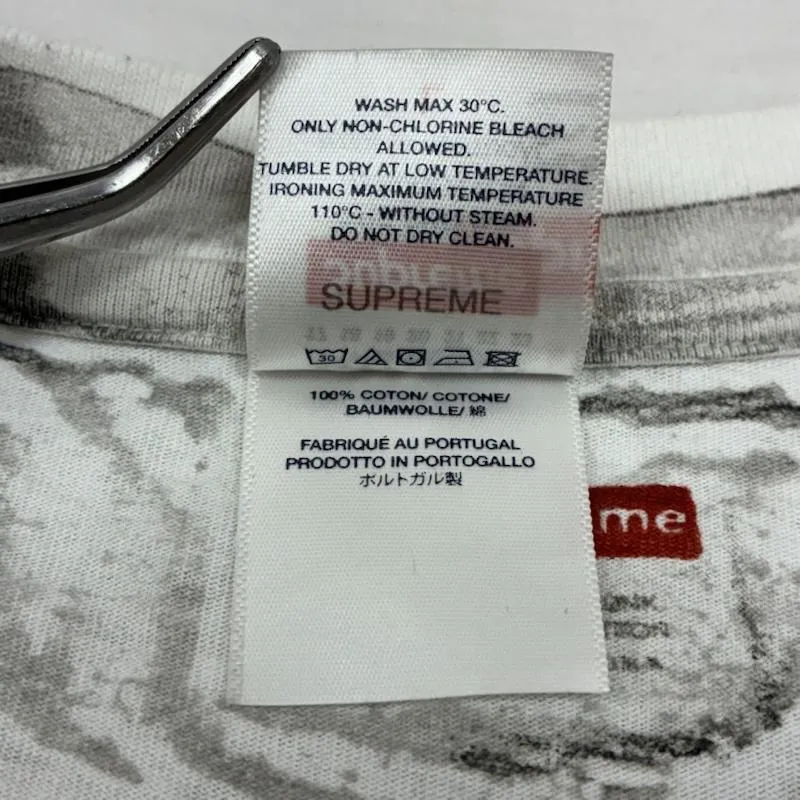 WASH MAX 30°C.
ONLY NON-CHLORINE BLEACH
ALLOWED.
TUMBLE DRY AT LOW TEMPERATURE.
IRONING MAXIMUM TEMPERATURE
110°C - WITHOUT STEAM.
DO NOT DRY CLEAN.
SUPREME
30
100% COTON/ COTONE/
BAUMWOLLE/ 綿
FABRIQUÉ AU PORTUGAL
PRODOTTO IN PORTOGALLO
ポルトガル製
me